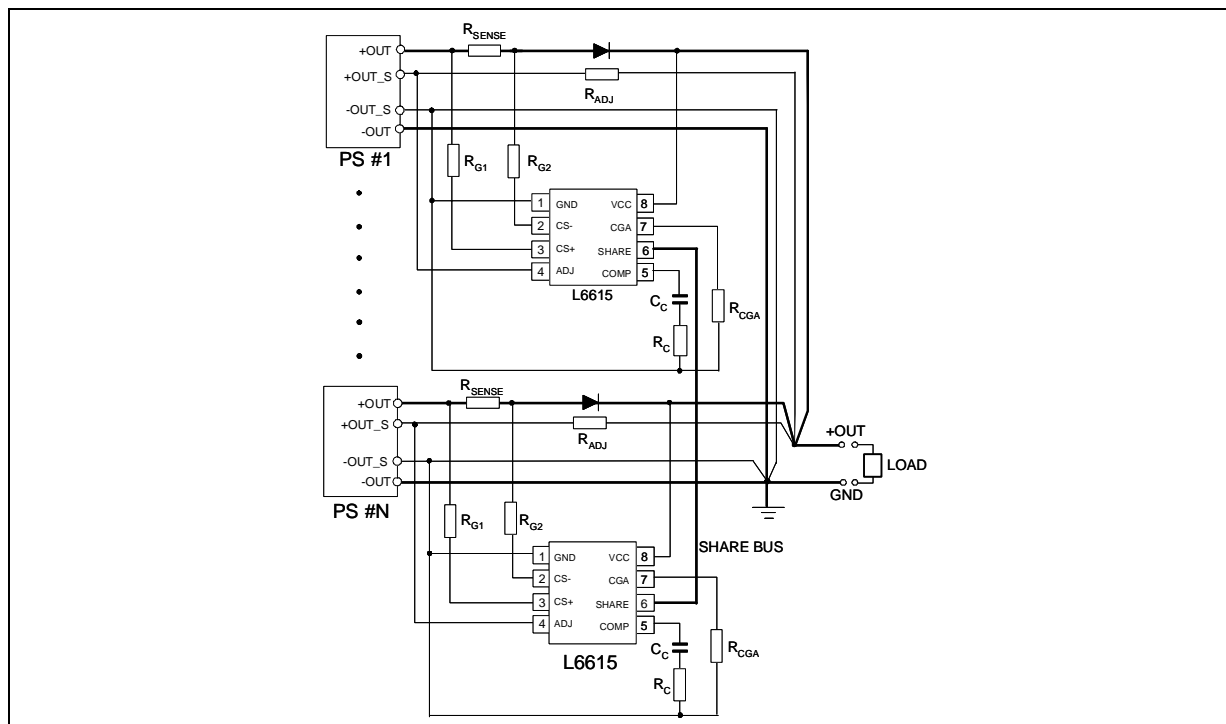 R_SENSE
+OUT
+OUT_S
R_ADJ
-OUT_S
-OUT
PS #1
R_G1
R_G2
1 GND VCC 8
2 CS- CGA 7
3 CS+ SHARE 6
4 ADJ COMP 5
L6615
C_C
R_CGA
R_C
R_SENSE
+OUT
+OUT_S
R_ADJ
-OUT_S
-OUT
PS #N
+OUT
LOAD
GND
R_G1
R_G2
SHARE BUS
1 GND VCC 8
2 CS- CGA 7
3 CS+ SHARE 6
4 ADJ COMP 5
L6615
C_C
R_CGA
R_C